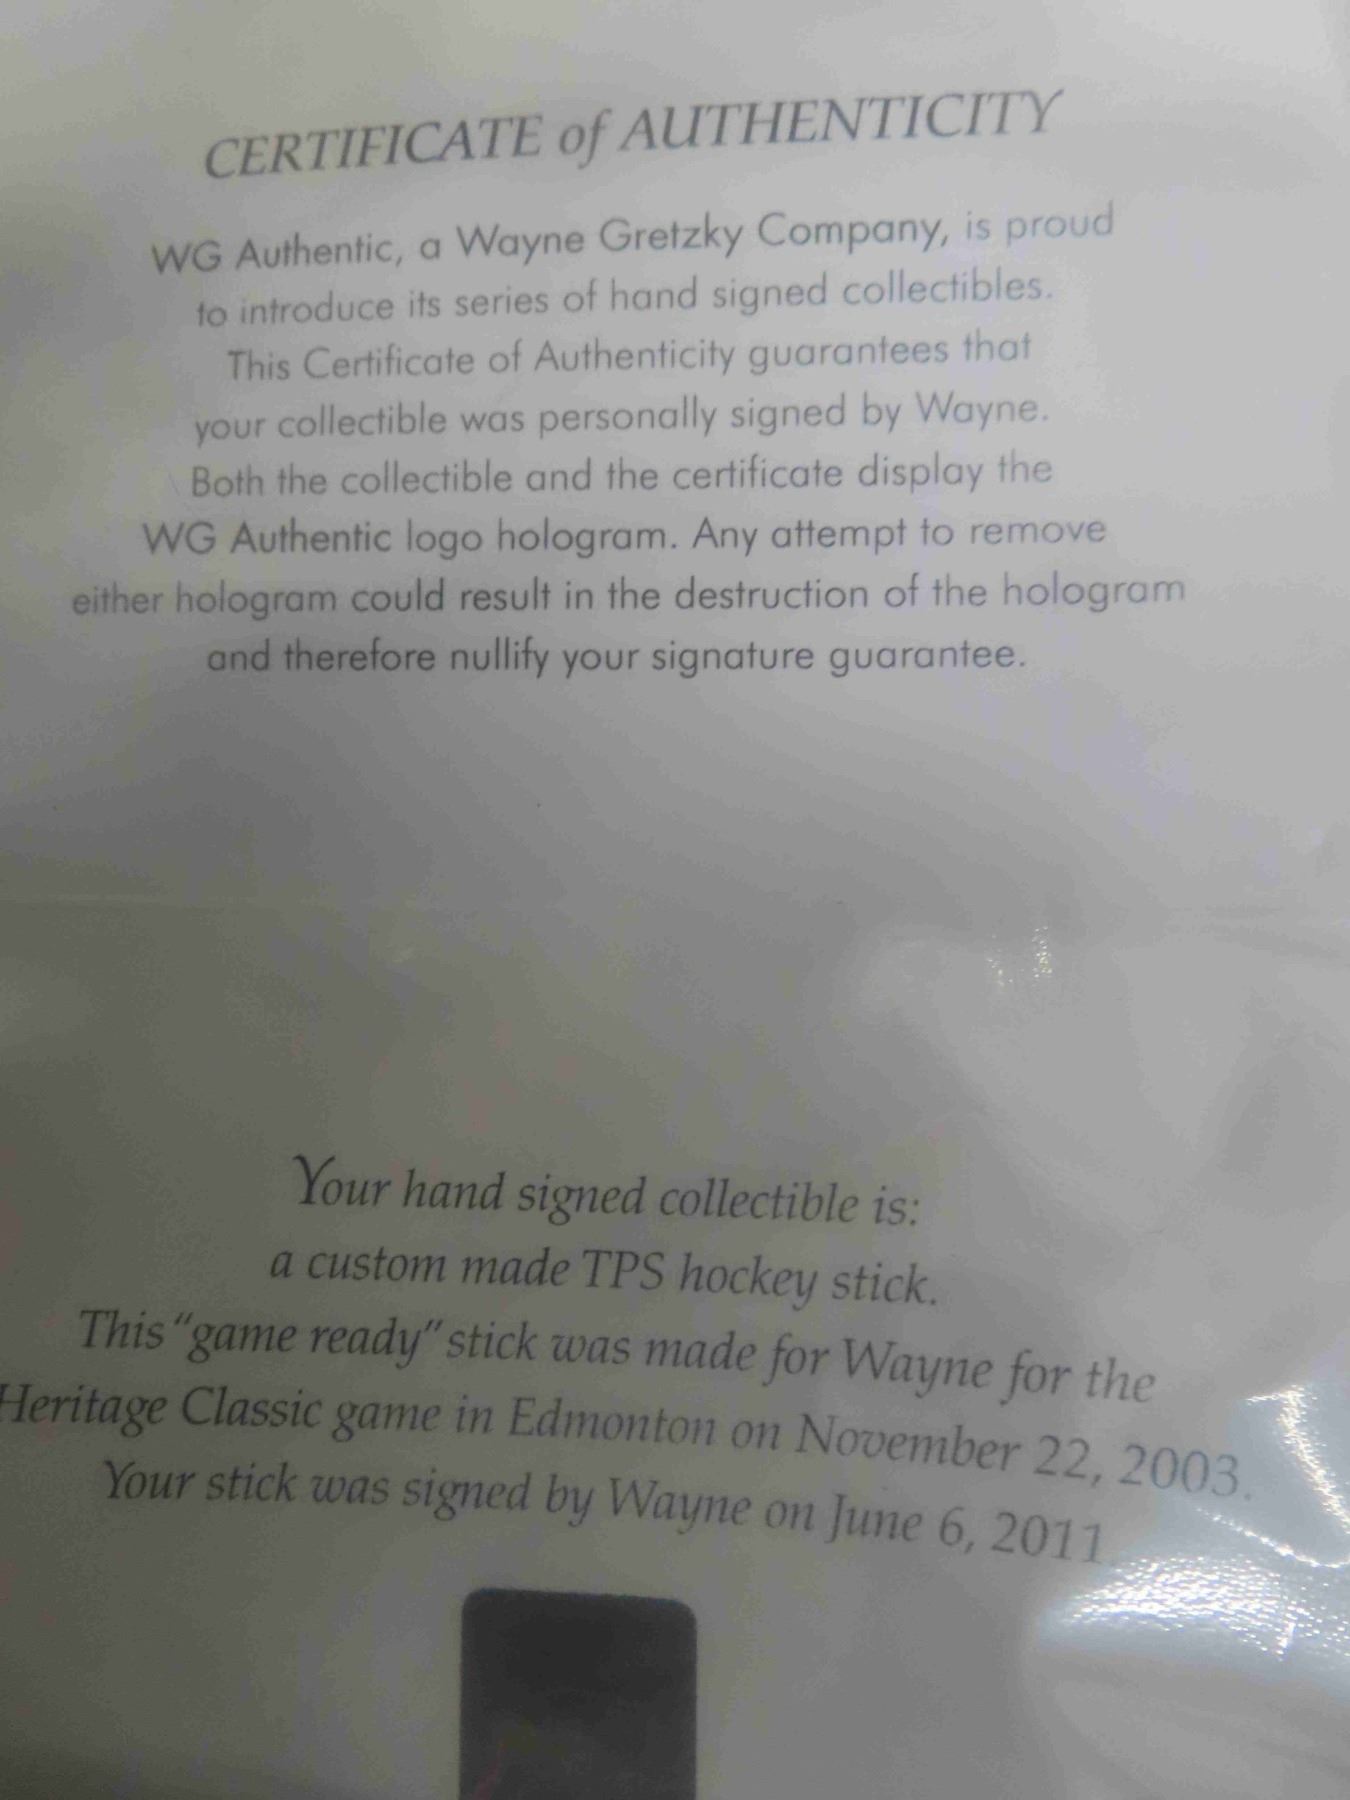 CERTIFICATE of AUTHENTICITY
WG Authentic, a Wayne Gretzky Company, is proud
to introduce its series of hand signed collectibles.
This Certificate of Authenticity guarantees that
your collectible was personally signed by Wayne.
Both the collectible and the certificate display the
WG Authentic logo hologram. Any attempt to remove
either hologram could result in the destruction of the hologram
and therefore nullify your signature guarantee.
Your hand signed collectible is:
a custom made TPS hockey stick.
This "game ready" stick was made for Wayne for the
Heritage Classic game in Edmonton on November 22, 2003.
Your stick was signed by Wayne on June 6, 2011